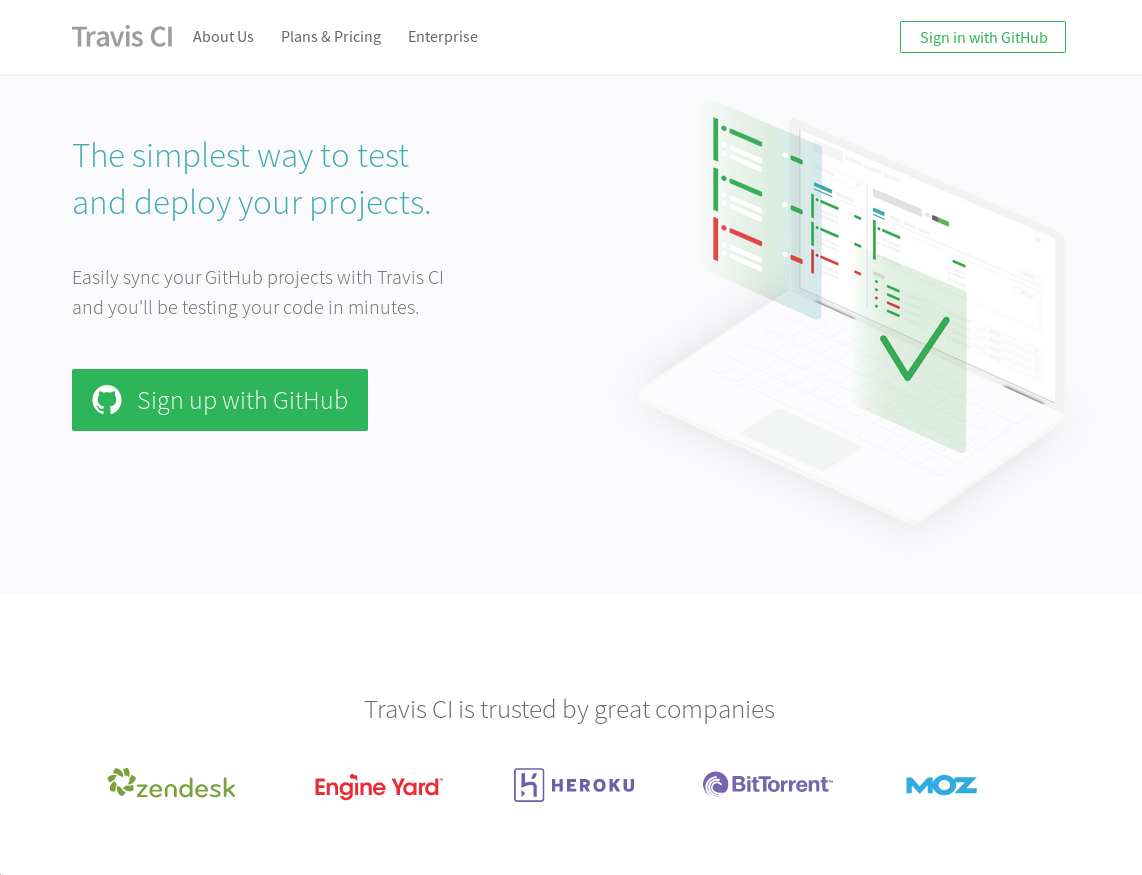 Travis CI
About Us
Plans & Pricing
Enterprise
Sign in with GitHub
The simplest way to test
and deploy your projects.
Easily sync your GitHub projects with Travis CI
and you'll be testing your code in minutes.
Sign up with GitHub
Travis CI is trusted by great companies
zendesk
Engine Yard
HEROKU
BitTorrent™
MOZ